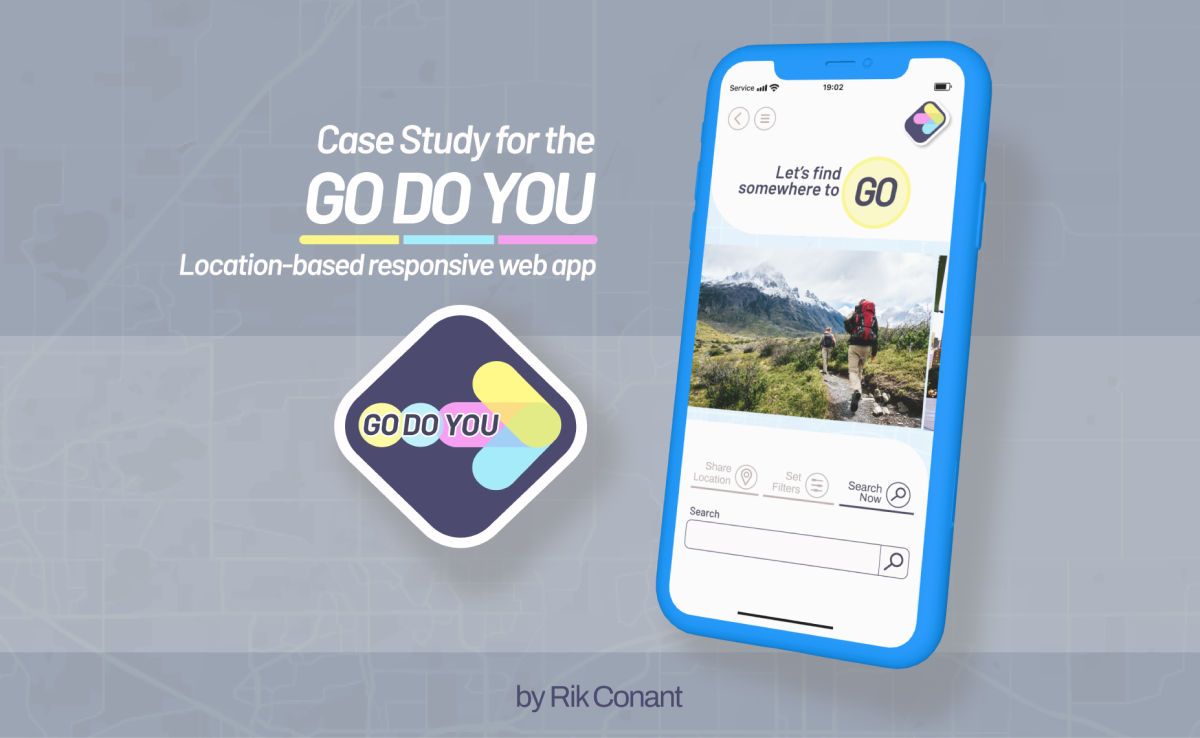 Case Study for the
GO DO YOU
Location-based responsive web app
GO DO YOU
Service
19:02
Let's find
somewhere to
GO
Share
Location
Set
Filters
Search
Now
Search
by Rik Conant